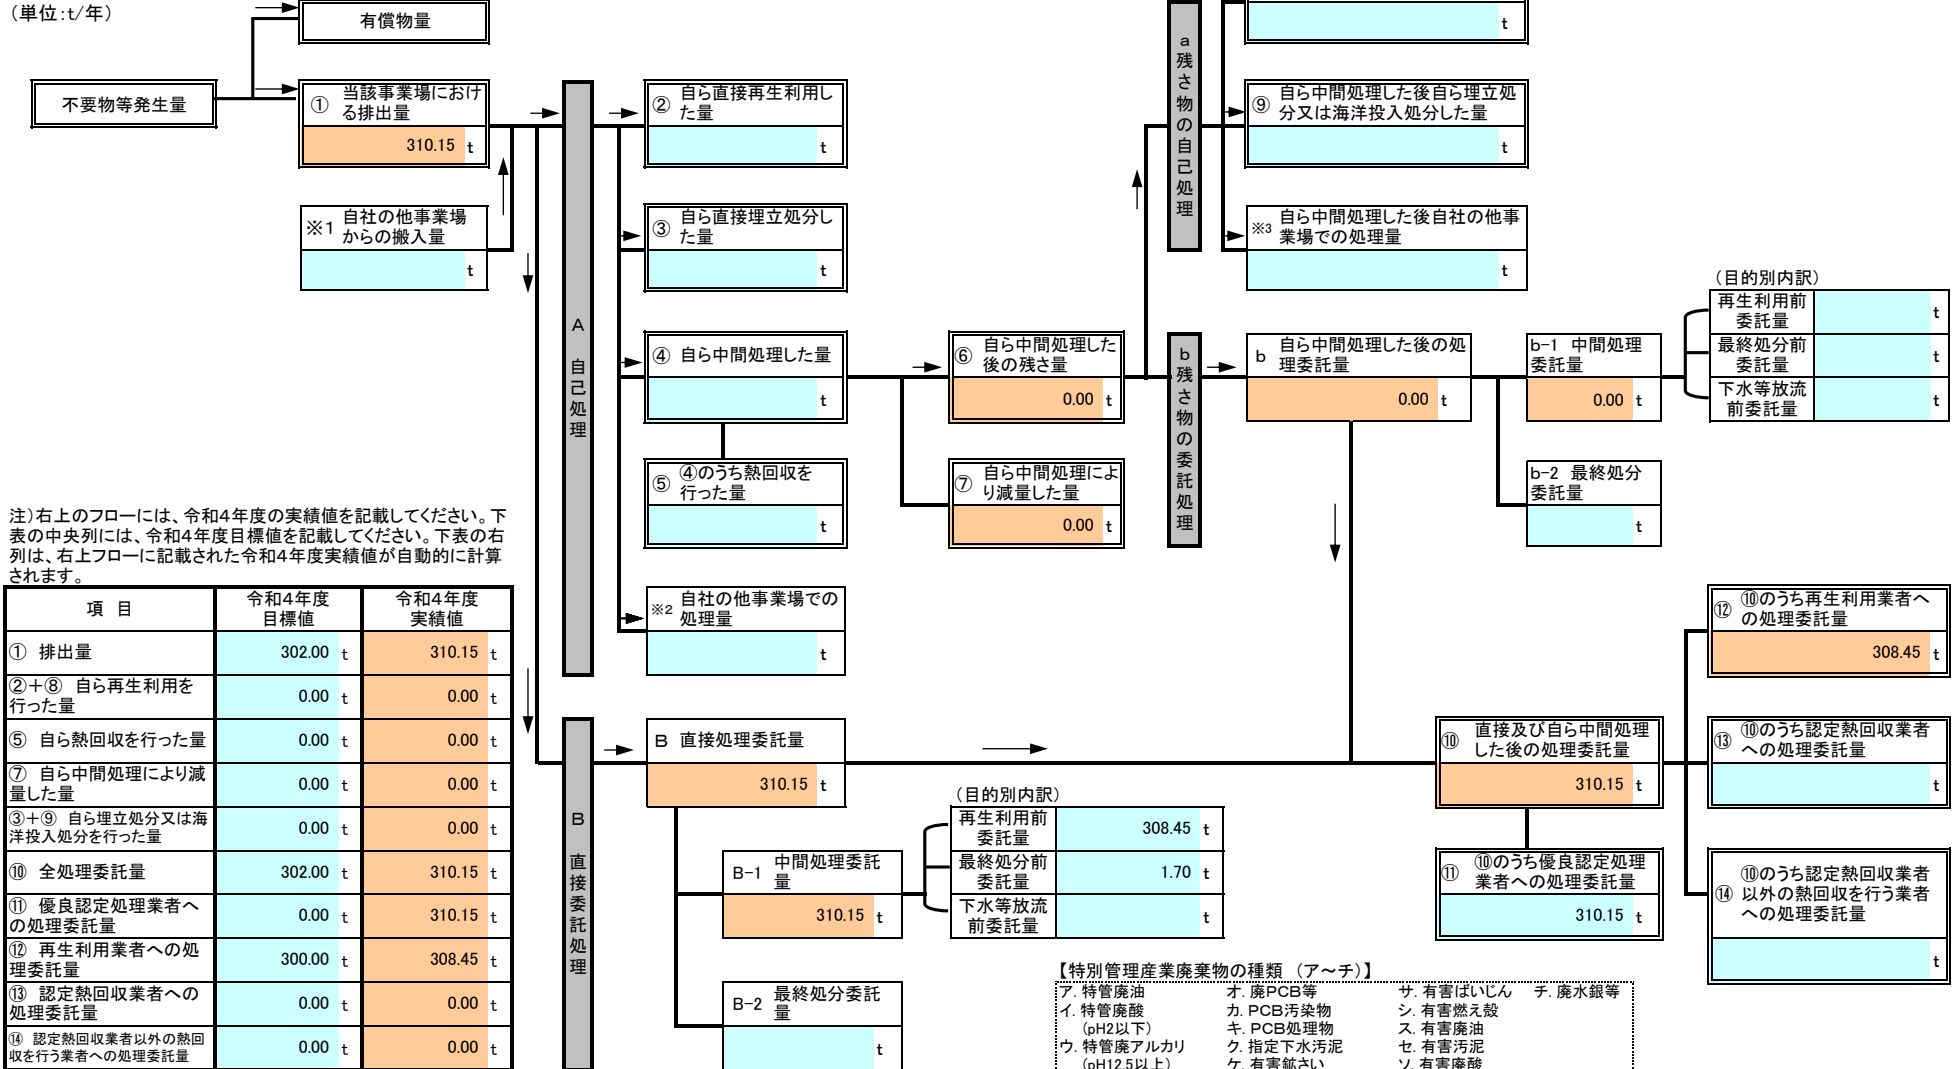 （単位：t/年）
有償物量
不要物等発生量
① 当該事業場におけ
る排出量
310.15 t
※1 自社の他事業場
からの搬入量
t
A 自己処理
② 自ら直接再生利用し
た量
t
③ 自ら直接埋立処分し
た量
t
④ 自ら中間処理した量
t
⑤ ④のうち熱回収を
行った量
t
※2 自社の他事業場での
処理量
t
⑥ 自ら中間処理した
後の残さ量
0.00 t
⑦ 自ら中間処理によ
り減量した量
0.00 t
a 残さ物の自己処理
t
⑨ 自ら中間処理した後自ら埋立処
分又は海洋投入処分した量
t
※3 自ら中間処理した後自社の他事
業場での処理量
t
b 残さ物の委託処理
b 自ら中間処理した後の処
理委託量
0.00 t
b-1 中間処理
委託量
0.00 t
b-2 最終処分
委託量
t
（目的別内訳）
再生利用前
委託量 t
最終処分前
委託量 t
下水等放流
前委託量 t
注）右上のフローには、令和4年度の実績値を記載してください。下
表の中央列には、令和4年度目標値を記載してください。下表の右
列は、右上フローに記載された令和4年度実績値が自動的に計算
されます。
項 目 令和4年度
目標値 令和4年度
実績値
① 排出量 302.00 t 310.15 t
②＋⑧ 自ら再生利用を
行った量 0.00 t 0.00 t
⑤ 自ら熱回収を行った量 0.00 t 0.00 t
⑦ 自ら中間処理により減
量した量 0.00 t 0.00 t
③＋⑨ 自ら埋立処分又は海
洋投入処分を行った量 0.00 t 0.00 t
⑩ 全処理委託量 302.00 t 310.15 t
⑪ 優良認定処理業者へ
の処理委託量 0.00 t 310.15 t
⑫ 再生利用業者への処
理委託量 300.00 t 308.45 t
⑬ 認定熱回収業者への
処理委託量 0.00 t 0.00 t
⑭ 認定熱回収業者以外の熱回
収を行う業者への処理委託量 0.00 t 0.00 t
B 直接委託処理
B 直接処理委託量
310.15 t
B-1 中間処理委託
量
310.15 t
B-2 最終処分委託
量
t
（目的別内訳）
再生利用前
委託量 308.45 t
最終処分前
委託量 1.70 t
下水等放流
前委託量 t
⑩ 直接及び自ら中間処理
した後の処理委託量
310.15 t
⑪ ⑩のうち優良認定処理
業者への処理委託量
310.15 t
⑫ ⑩のうち再生利用業者へ
の処理委託量
308.45 t
⑬ ⑩のうち認定熱回収業者
への処理委託量
t
⑭ ⑩のうち認定熱回収業者
以外の熱回収を行う業者
への処理委託量
t
【特別管理産業廃棄物の種類 （ア～チ）】
ア．特管廃油 オ．廃PCB等 サ．有害ばいじん チ．廃水銀等
イ．特管廃酸 カ．PCB汚染物 シ．有害燃え殻
（pH2以下） キ．PCB処理物 ス．有害廃油
ウ．特管廃アルカリ ク．指定下水汚泥 セ．有害汚泥
（pH12.5以上） ケ．有害鉱さい ソ．有害廃酸